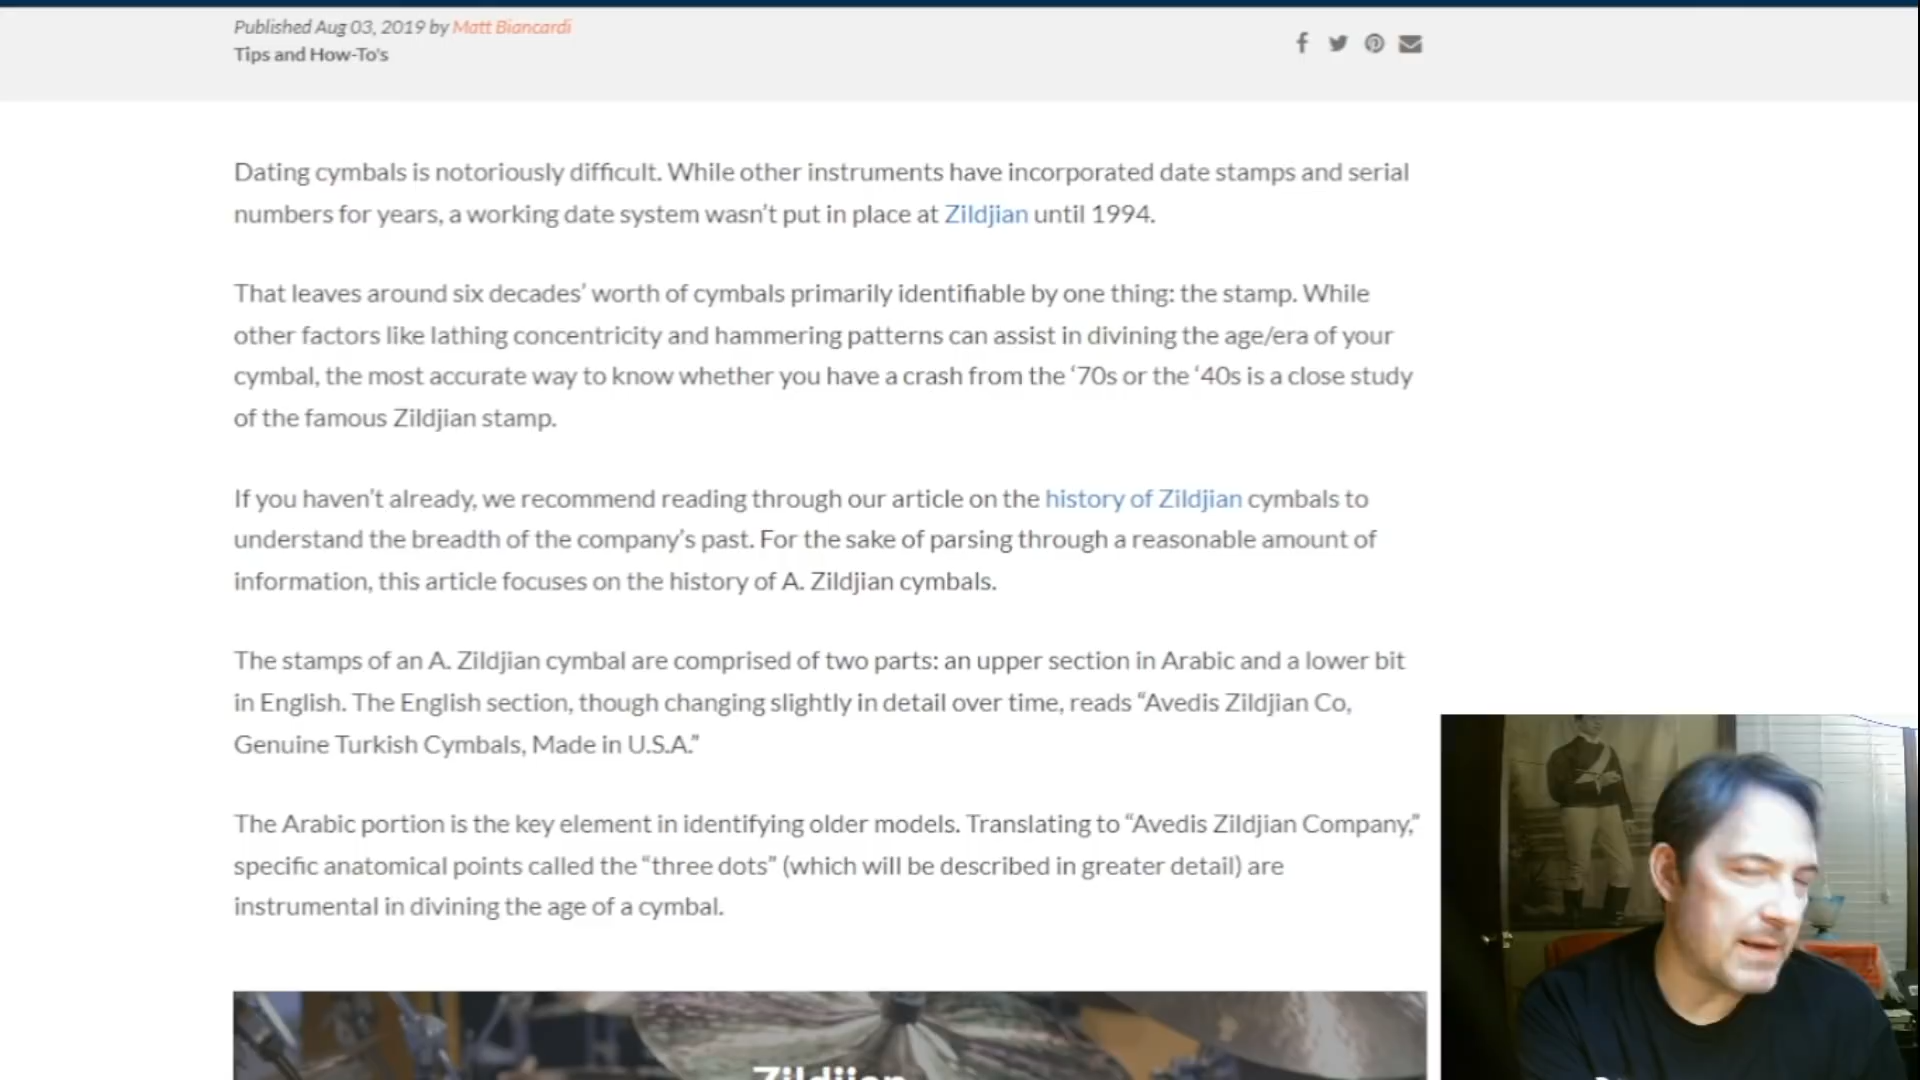 Published Aug 03, 2019 by Matt Biancardi
Tips and How-To's
Dating cymbals is notoriously difficult. While other instruments have incorporated date stamps and serial
numbers for years, a working date system wasn’t put in place at Zildjian until 1994.
That leaves around six decades’ worth of cymbals primarily identifiable by one thing: the stamp. While
other factors like lathing concentricity and hammering patterns can assist in divining the age/era of your
cymbal, the most accurate way to know whether you have a crash from the ‘70s or the ‘40s is a close study
of the famous Zildjian stamp.
If you haven’t already, we recommend reading through our article on the history of Zildjian cymbals to
understand the breadth of the company’s past. For the sake of parsing through a reasonable amount of
information, this article focuses on the history of A. Zildjian cymbals.
The stamps of an A. Zildjian cymbal are comprised of two parts: an upper section in Arabic and a lower bit
in English. The English section, though changing slightly in detail over time, reads “Avedis Zildjian Co,
Genuine Turkish Cymbals, Made in U.S.A.”
The Arabic portion is the key element in identifying older models. Translating to “Avedis Zildjian Company,”
specific anatomical points called the “three dots” (which will be described in greater detail) are
instrumental in divining the age of a cymbal.
Zildjian